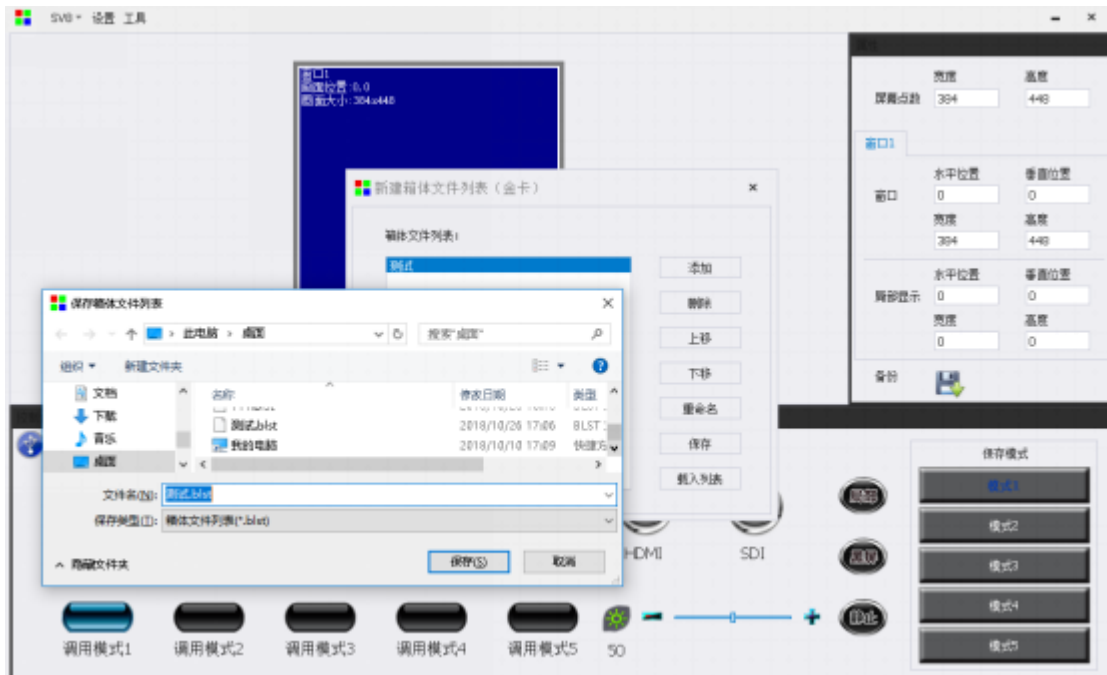 SV8 设置 工具
窗口1
画面位置:0,0
画面大小:384x448
宽度 高度
屏幕点数 384 448
窗口1
水平位置 垂直位置
窗口 0 0
宽度 高度
384 448
水平位置 垂直位置
局部显示 0 0
宽度 高度
0 0
备份
新建箱体文件列表（金卡）
箱体文件列表:
测试
添加
删除
上移
下移
重命名
保存
载入列表
保存箱体文件列表
此电脑 › 桌面
搜索"桌面"
组织 新建文件夹
文档
下载
音乐
桌面
名称 修改日期 类型
测试.blst 2018/10/26 17:06 BLST
我的电脑 2018/10/10 17:09 快捷方
文件名(N): 测试.blst
保存类型(T): 箱体文件列表(*.blst)
隐藏文件夹
保存(S) 取消
HDMI SDI
保存模式
模式1
模式2
模式3
模式4
模式5
调用模式1 调用模式2 调用模式3 调用模式4 调用模式5 50